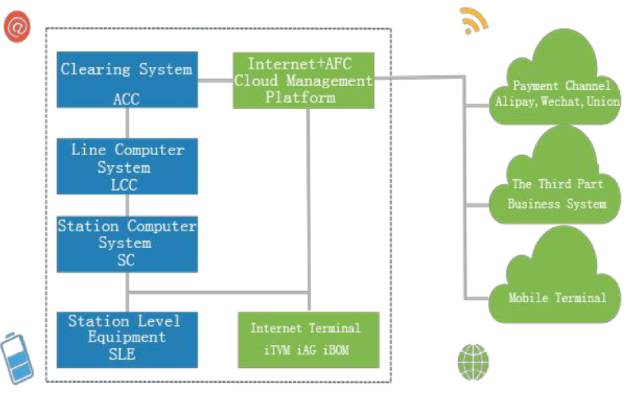 Clearing System
ACC
Internet+AFC
Cloud Management
Platform
Line Computer
System
LCC
Station Computer
System
SC
Station Level
Equipment
SLE
Internet Terminal
iTVM iAG iBOM
Payment Channel
Alipay,Wechat,Union
The Third Part
Business System
Mobile Terminal
@